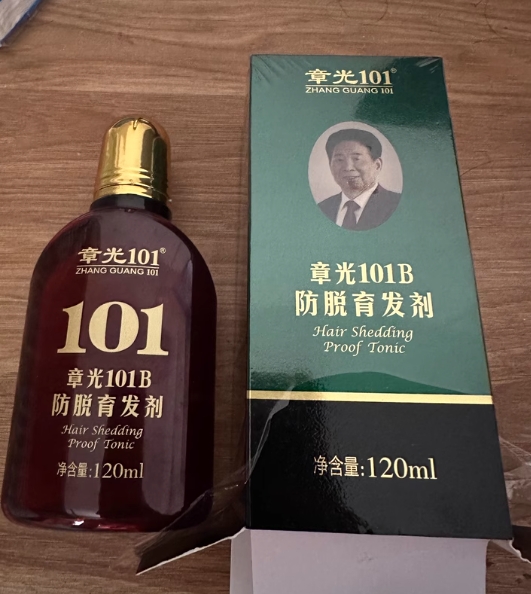 章光101®
ZHANG GUANG 101
101
章光101B
防脱育发剂
Hair Shedding
Proof Tonic
净含量:120ml
章光101®
ZHANG GUANG 101
章光101B
防脱育发剂
Hair Shedding
Proof Tonic
净含量:120ml